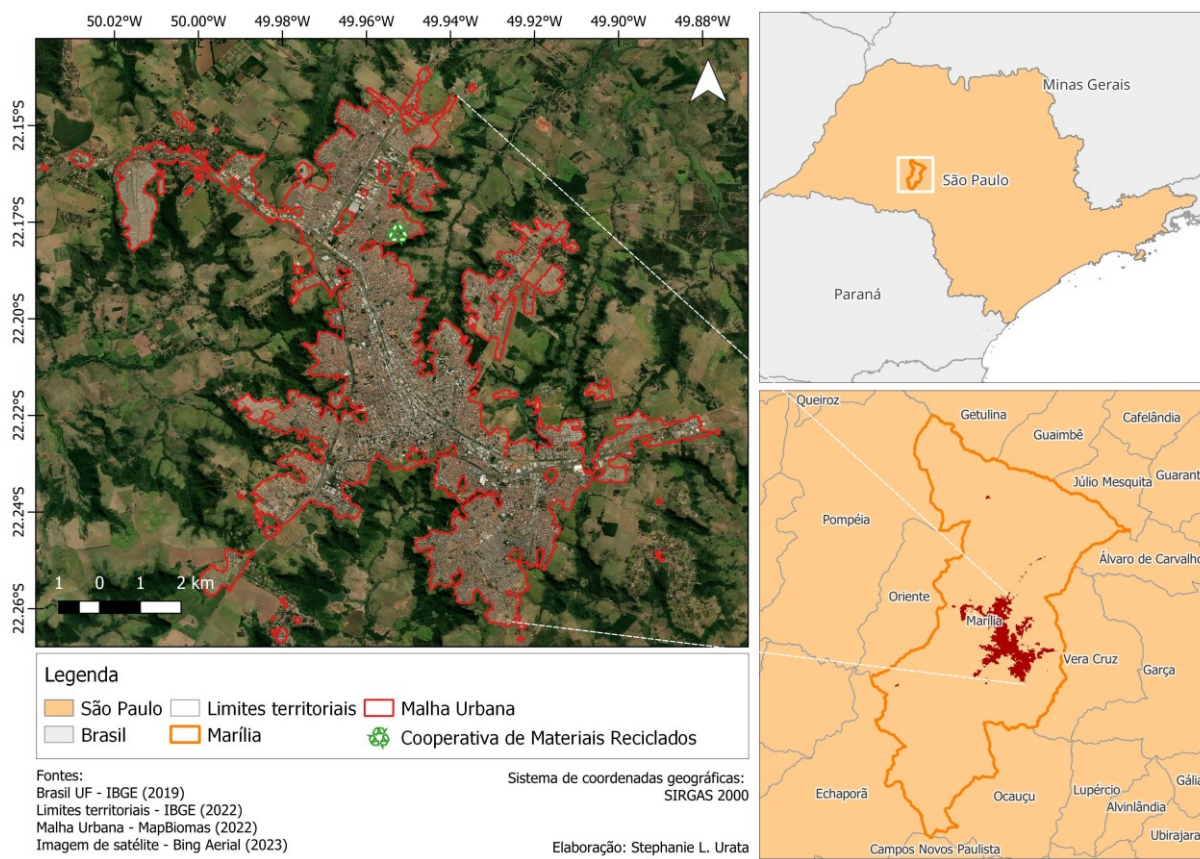 50.02°W 50.00°W 49.98°W 49.96°W 49.94°W 49.92°W 49.90°W 49.88°W
22.15°S
22.17°S
22.20°S
22.22°S
22.24°S
22.26°S
1 0 1 2 km
Minas Gerais
São Paulo
Paraná
Queiroz
Getulina
Cafelândia
Guaimbê
Guarant
Júlio Mesquita
Pompéia
Álvaro de Carvalho
Oriente
Marília
Vera Cruz
Garça
Echaporã
Ocauçu
Lupércio
Gália
Alvinlândia
Ubirajara
Campos Novos Paulista
Legenda
São Paulo Limites territoriais Malha Urbana
Brasil Marília Cooperativa de Materiais Reciclados
Fontes:
Brasil UF - IBGE (2019)
Limites territoriais - IBGE (2022)
Malha Urbana - MapBiomas (2022)
Imagem de satélite - Bing Aerial (2023)
Sistema de coordenadas geográficas:
SIRGAS 2000
Elaboração: Stephanie L. Urata